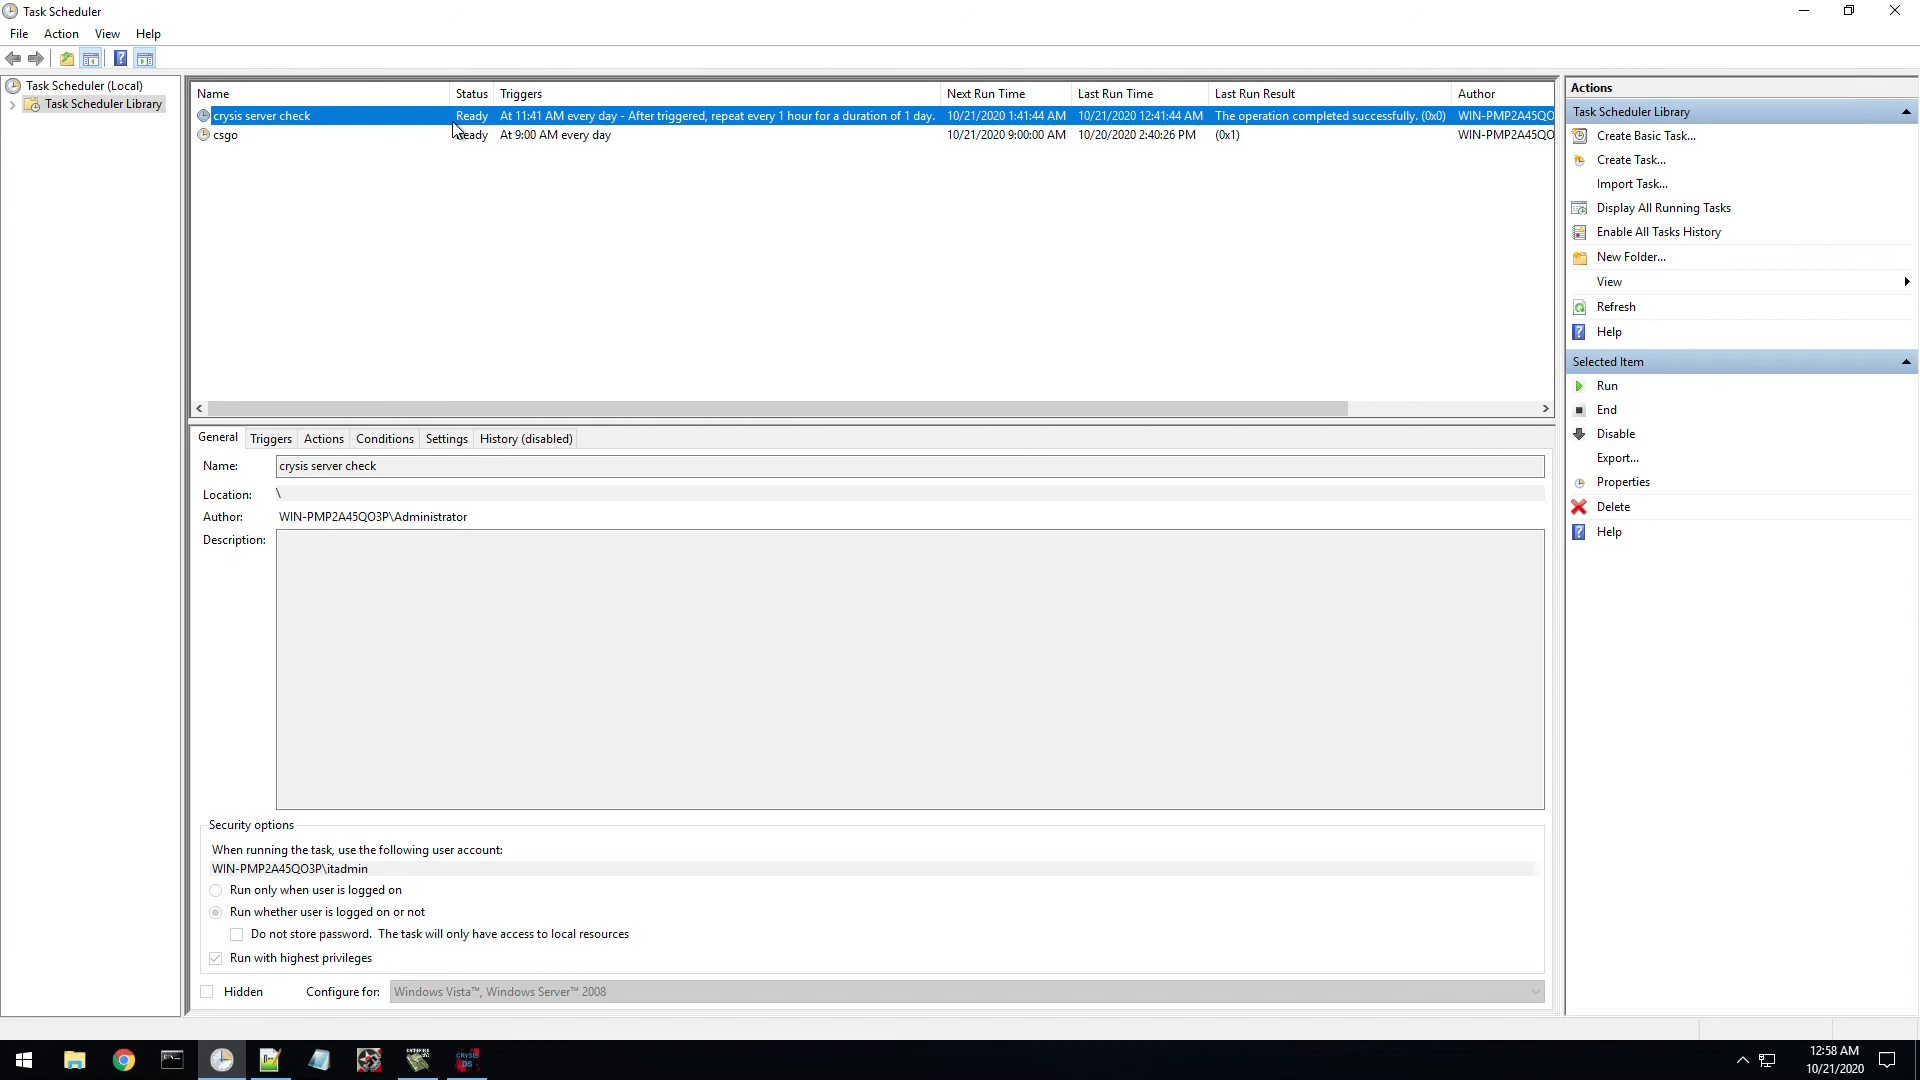 Task Scheduler
File Action View Help
Task Scheduler (Local)
Task Scheduler Library
Name Status Triggers Next Run Time Last Run Time Last Run Result Author
crysis server check Ready At 11:41 AM every day - After triggered, repeat every 1 hour for a duration of 1 day. 10/21/2020 1:41:44 AM 10/21/2020 12:41:44 AM The operation completed successfully. (0x0) WIN-PMP2A45QO
csgo Ready At 9:00 AM every day 10/21/2020 9:00:00 AM 10/20/2020 2:40:26 PM (0x1) WIN-PMP2A45QO
General Triggers Actions Conditions Settings History (disabled)
Name: crysis server check
Location: \
Author: WIN-PMP2A45QO3P\Administrator
Description:
Security options
When running the task, use the following user account:
WIN-PMP2A45QO3P\itadmin
Run only when user is logged on
Run whether user is logged on or not
Do not store password. The task will only have access to local resources
Run with highest privileges
Hidden Configure for: Windows Vista™, Windows Server™ 2008
Actions
Task Scheduler Library
Create Basic Task...
Create Task...
Import Task...
Display All Running Tasks
Enable All Tasks History
New Folder...
View
Refresh
Help
Selected Item
Run
End
Disable
Export...
Properties
Delete
Help
CRYSIS
DS
12:58 AM
10/21/2020